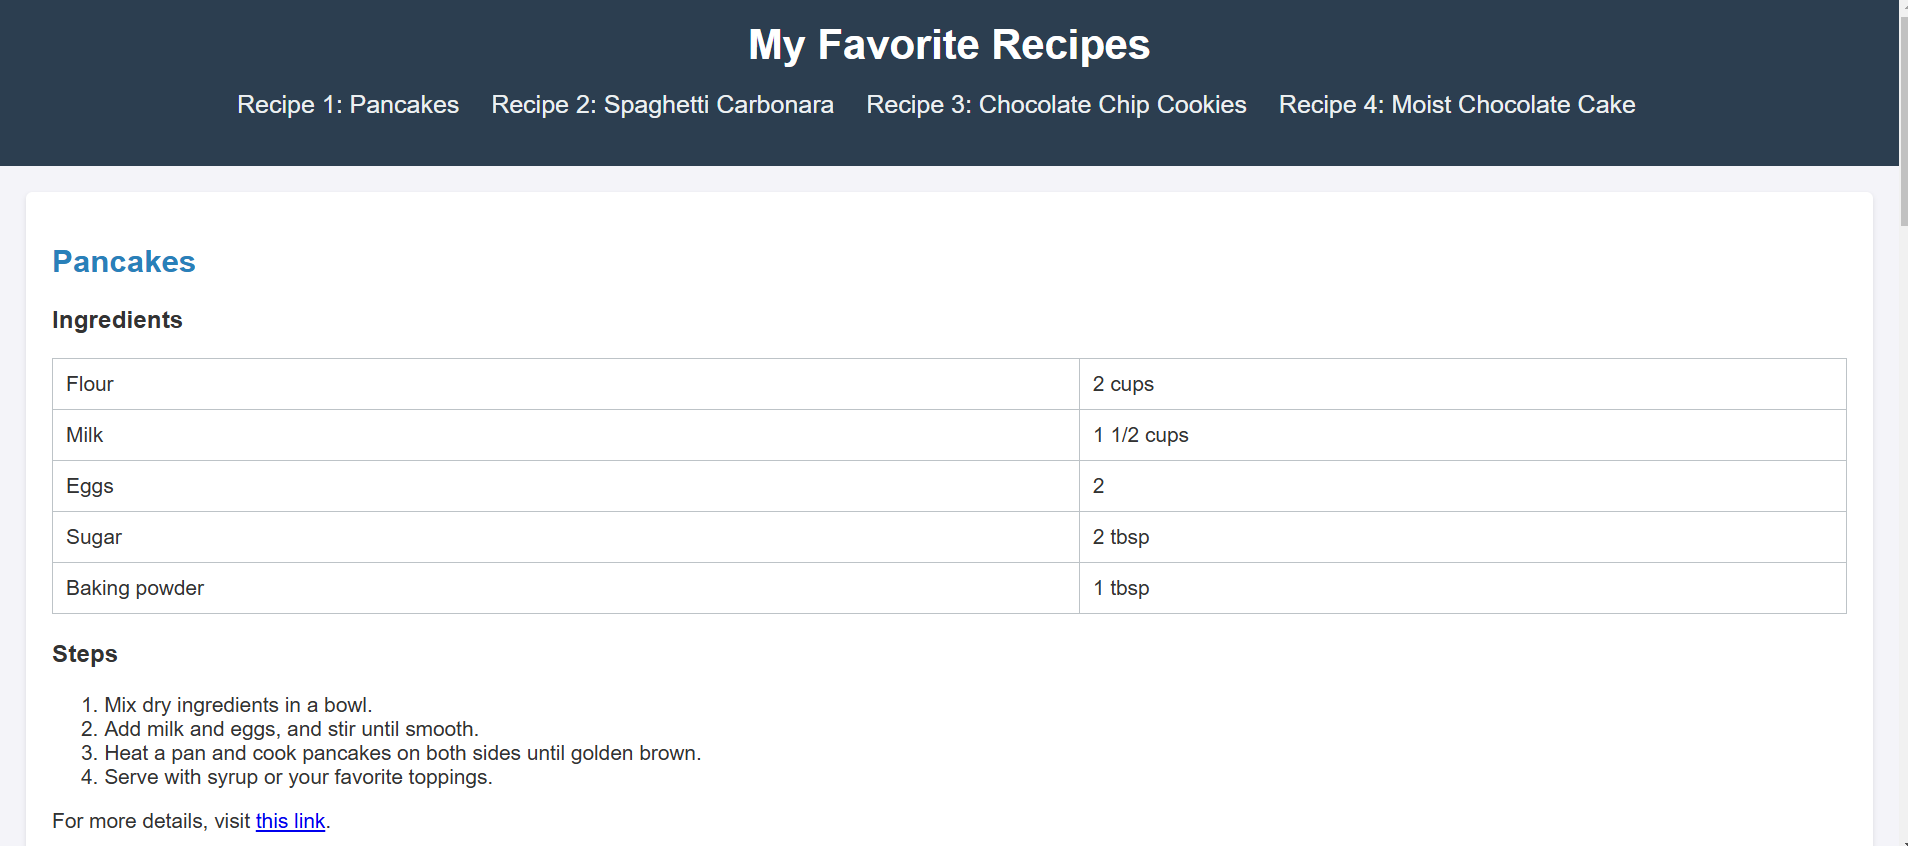 My Favorite Recipes
Recipe 1: Pancakes Recipe 2: Spaghetti Carbonara Recipe 3: Chocolate Chip Cookies Recipe 4: Moist Chocolate Cake
Pancakes
Ingredients
Flour 2 cups
Milk 1 1/2 cups
Eggs 2
Sugar 2 tbsp
Baking powder 1 tbsp
Steps
1. Mix dry ingredients in a bowl.
2. Add milk and eggs, and stir until smooth.
3. Heat a pan and cook pancakes on both sides until golden brown.
4. Serve with syrup or your favorite toppings.
For more details, visit this link.